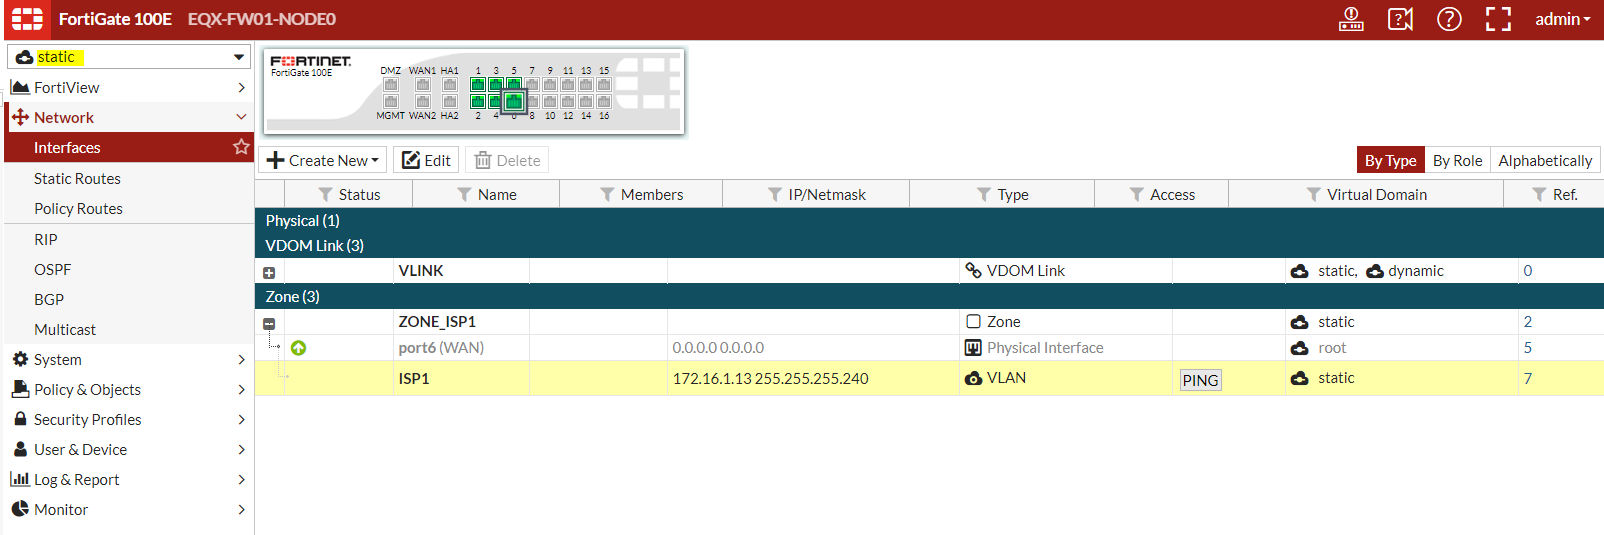 FortiGate 100E EQX-FW01-NODE0 admin
static
FortiView
Network
Interfaces
Static Routes
Policy Routes
RIP
OSPF
BGP
Multicast
System
Policy & Objects
Security Profiles
User & Device
Log & Report
Monitor
FORTINET
FortiGate 100E
DMZ WAN1 HA1 1 3 5 7 9 11 13 15
MGMT WAN2 HA2 2 4 6 8 10 12 14 16
Create New Edit Delete By Type By Role Alphabetically
Status Name Members IP/Netmask Type Access Virtual Domain Ref.
Physical (1)
VDOM Link (3)
VLINK VDOM Link static, dynamic 0
Zone (3)
ZONE_ISP1 Zone static 2
port6 (WAN) 0.0.0.0 0.0.0.0 Physical Interface root 5
ISP1 172.16.1.13 255.255.255.240 VLAN PING static 7